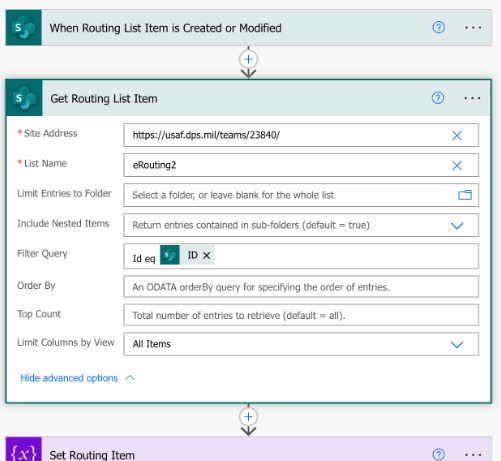 When Routing List Item is Created or Modified
Get Routing List Item
* Site Address https://usaf.dps.mil/teams/23840/
* List Name eRouting2
Limit Entries to Folder Select a folder, or leave blank for the whole list
Include Nested Items Return entries contained in sub-folders (default = true)
Filter Query Id eq S ID ×
Order By An ODATA orderBy query for specifying the order of entries.
Top Count Total number of entries to retrieve (default = all).
Limit Columns by View All Items
Hide advanced options
{x} Set Routing Item